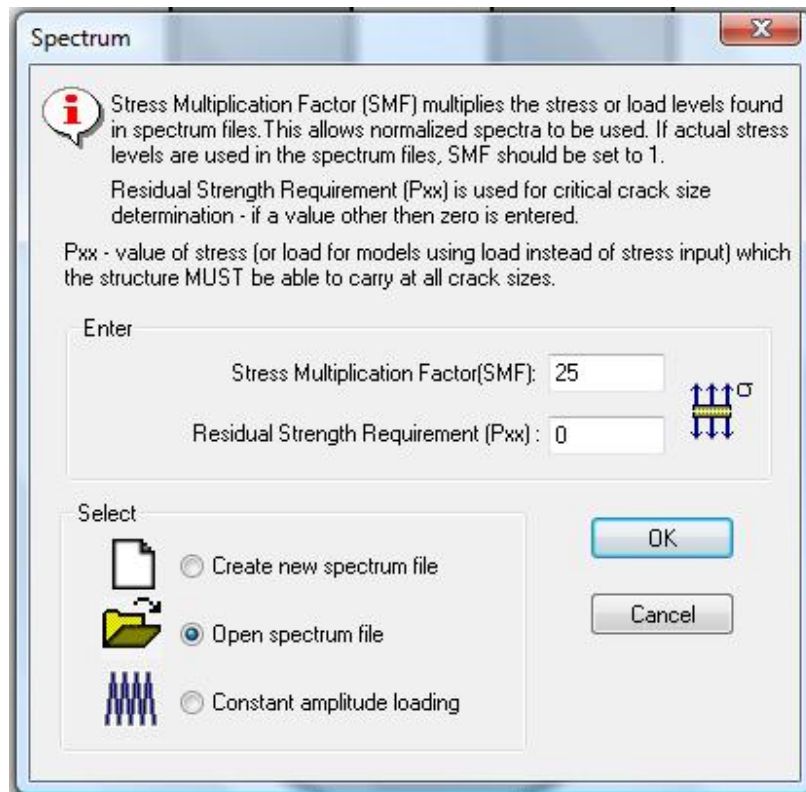 Spectrum
Stress Multiplication Factor (SMF) multiplies the stress or load levels found
in spectrum files.This allows normalized spectra to be used. If actual stress
levels are used in the spectrum files, SMF should be set to 1.
Residual Strength Requirement (Pxx) is used for critical crack size
determination - if a value other then zero is entered.
Pxx - value of stress (or load for models using load instead of stress input) which
the structure MUST be able to carry at all crack sizes.
Enter
Stress Multiplication Factor(SMF): 25
σ
Residual Strength Requirement (Pxx) : 0
Select
Create new spectrum file
OK
Open spectrum file
Cancel
Constant amplitude loading